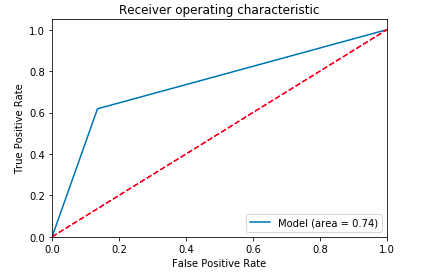 Receiver operating characteristic
1.0
0.8
0.6
0.4
0.2
0.0
True Positive Rate
Model (area = 0.74)
0.0 0.2 0.4 0.6 0.8 1.0
False Positive Rate